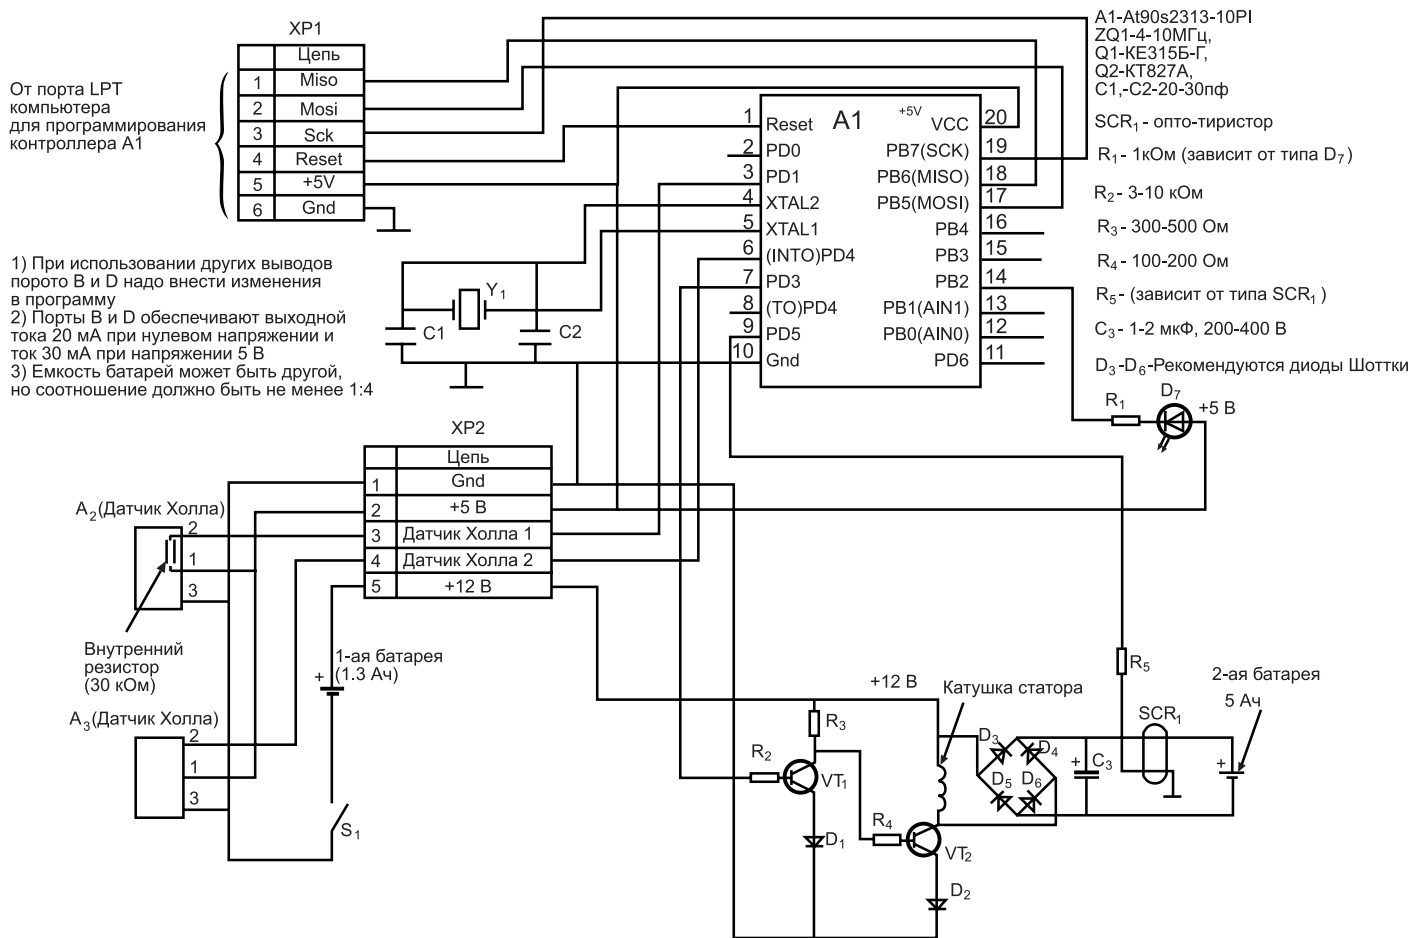 XP1
Цепь
1 Miso
2 Mosi
3 Sck
4 Reset
5 +5V
6 Gnd
От порта LPT
компьютера
для программирования
контроллера A1
A1-At90s2313-10PI
ZQ1-4-10МГц,
Q1-КЕ315Б-Г,
Q2-КТ827А,
С1,-С2-20-30пф
SCR1 - опто-тиристор
R1 - 1кОм (зависит от типа D7)
R2 - 3-10 кОм
R3 - 300-500 Ом
R4 - 100-200 Ом
R5 - (зависит от типа SCR1)
C3 - 1-2 мкФ, 200-400 В
D3-D6-Рекомендуются диоды Шоттки
A1
+5V
1 Reset
2 PD0
3 PD1
4 XTAL2
5 XTAL1
6 (INTO)PD4
7 PD3
8 (TO)PD4
9 PD5
10 Gnd
VCC 20
PB7(SCK) 19
PB6(MISO) 18
PB5(MOSI) 17
PB4 16
PB3 15
PB2 14
PB1(AIN1) 13
PB0(AIN0) 12
PD6 11
1) При использовании других выводов
порото В и D надо внести изменения
в программу
2) Порты В и D обеспечивают выходной
тока 20 мА при нулевом напряжении и
ток 30 мА при напряжении 5 В
3) Емкость батарей может быть другой,
но соотношение должно быть не менее 1:4
Y1
C1
C2
R1
D7
+5 В
XP2
Цепь
1 Gnd
2 +5 В
3 Датчик Холла 1
4 Датчик Холла 2
5 +12 В
A2(Датчик Холла)
2
1
3
Внутренний
резистор
(30 кОм)
A3(Датчик Холла)
2
1
3
1-ая батарея
(1.3 Ач)
+
S1
+12 В
Катушка статора
R5
2-ая батарея
5 Ач
SCR1
R3
R2
VT1
D1
R4
VT2
D2
D3
D4
D5
D6
+
C3
+